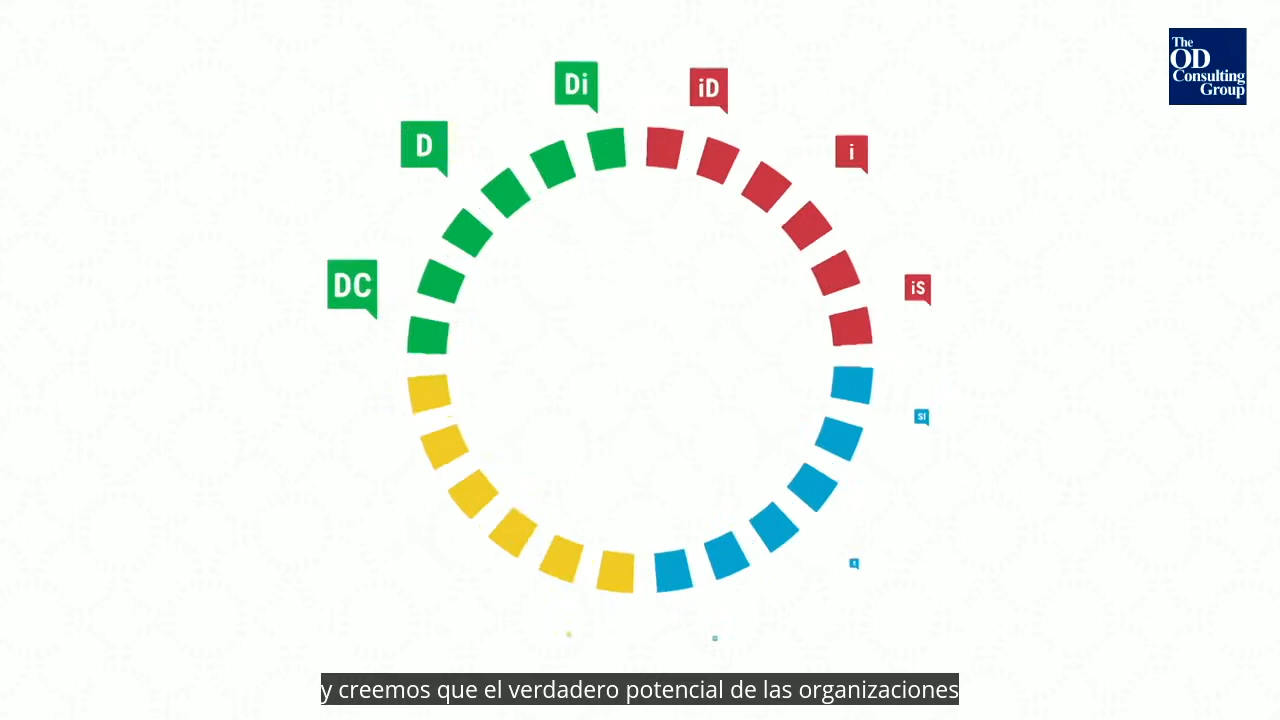 The
OD
Consulting
Group
Di
iD
D
i
DC
iS
Si
y creemos que el verdadero potencial de las organizaciones